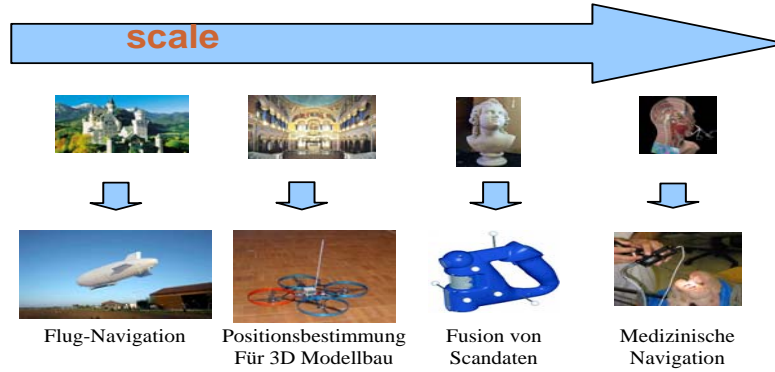 scale
Flug-Navigation
Positionsbestimmung
Für 3D Modellbau
Fusion von
Scandaten
Medizinische
Navigation